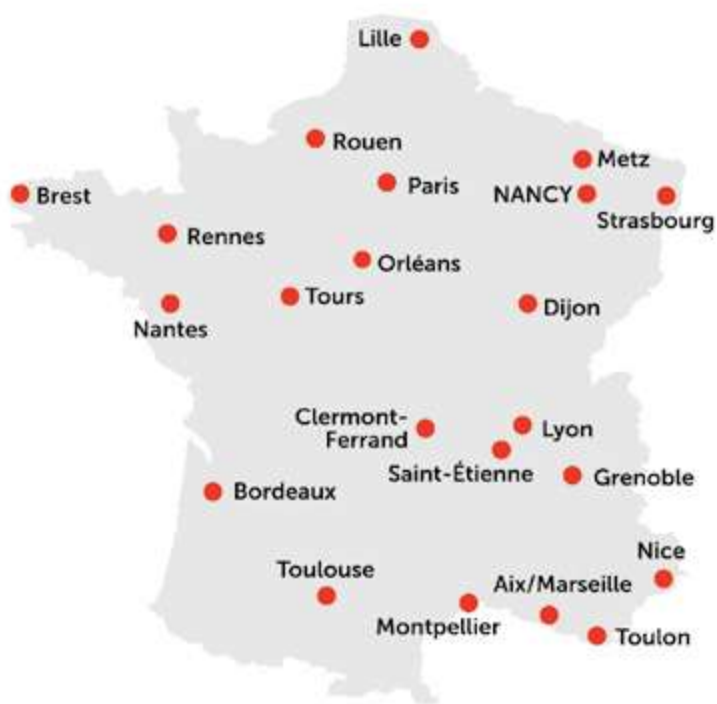 Lille
Rouen
Metz
Paris
NANCY
Brest
Strasbourg
Rennes
Orléans
Tours
Dijon
Nantes
Clermont-
Ferrand
Lyon
Saint-Étienne
Grenoble
Bordeaux
Nice
Toulouse
Aix/Marseille
Montpellier
Toulon